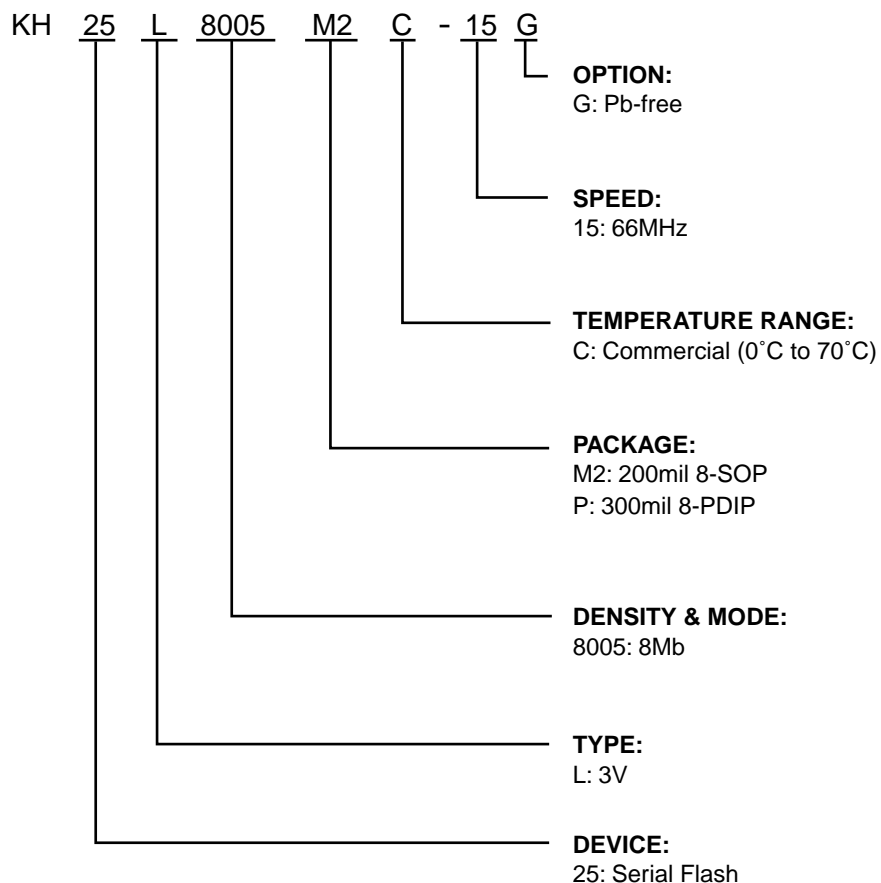 KH 25 L 8005 M2 C - 15 G
OPTION:
G: Pb-free
SPEED:
15: 66MHz
TEMPERATURE RANGE:
C: Commercial (0˚C to 70˚C)
PACKAGE:
M2: 200mil 8-SOP
P: 300mil 8-PDIP
DENSITY & MODE:
8005: 8Mb
TYPE:
L: 3V
DEVICE:
25: Serial Flash